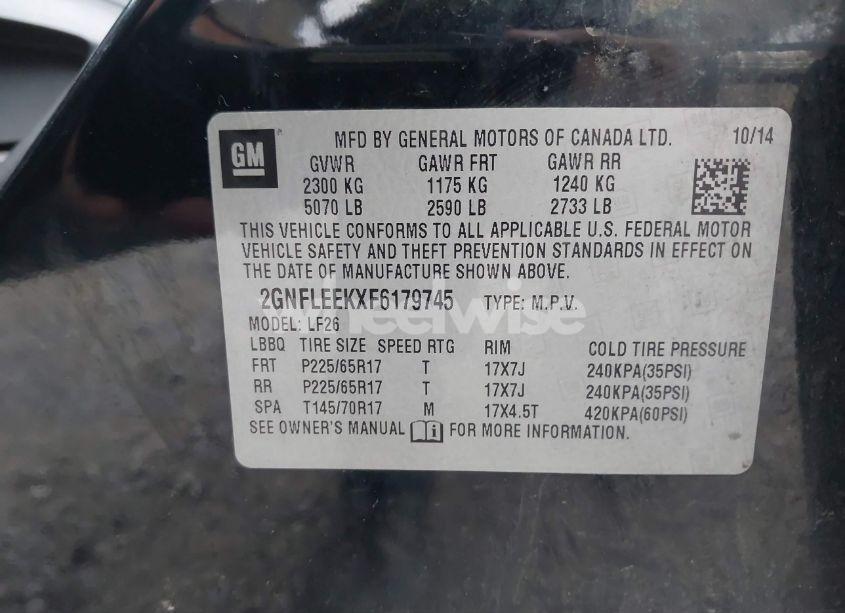 GM
MFD BY GENERAL MOTORS OF CANADA LTD. 10/14
GVWR GAWR FRT GAWR RR
2300 KG 1175 KG 1240 KG
5070 LB 2590 LB 2733 LB
THIS VEHICLE CONFORMS TO ALL APPLICABLE U.S. FEDERAL MOTOR
VEHICLE SAFETY AND THEFT PREVENTION STANDARDS IN EFFECT ON
THE DATE OF MANUFACTURE SHOWN ABOVE.
2GNFLEEKXF6179745 TYPE: M.P.V.
wheelwise
MODEL: LF26
LBBQ TIRE SIZE SPEED RTG RIM COLD TIRE PRESSURE
FRT P225/65R17 T 17X7J 240KPA(35PSI)
RR P225/65R17 T 17X7J 240KPA(35PSI)
SPA T145/70R17 M 17X4.5T 420KPA(60PSI)
SEE OWNER'S MANUAL FOR MORE INFORMATION.